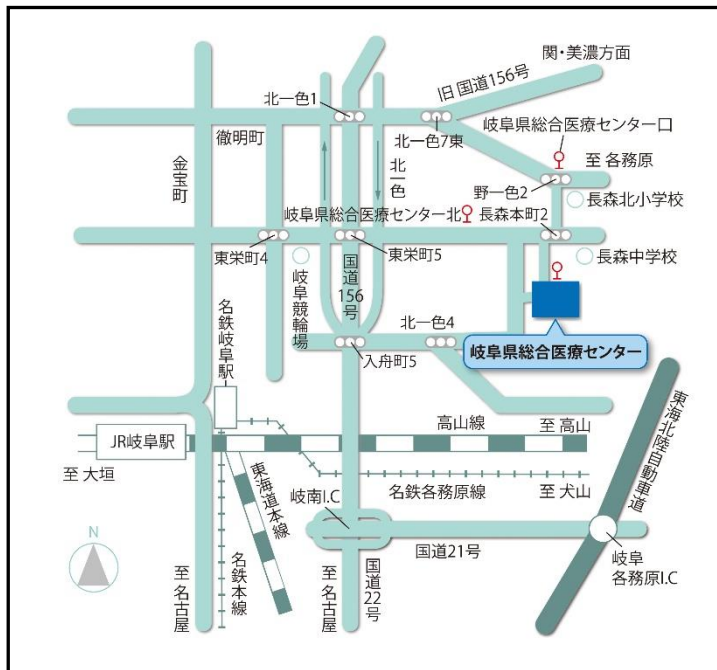 関・美濃方面
旧 国道156号
北一色1
北一色7東
岐阜県総合医療センター口
徹明町
金宝町
北一色
至 各務原
野一色2
長森北小学校
岐阜県総合医療センター北
長森本町2
東栄町4
東栄町5
長森中学校
国道156号
岐阜競輪場
北一色4
入舟町5
岐阜県総合医療センター
名鉄岐阜駅
東海北陸自動車道
高山線
至 高山
JR岐阜駅
至 大垣
東海道本線
名鉄各務原線
至 犬山
岐南I.C
N
国道21号
岐阜
各務原I.C
至 名古屋
名鉄本線
至 名古屋
国道22号